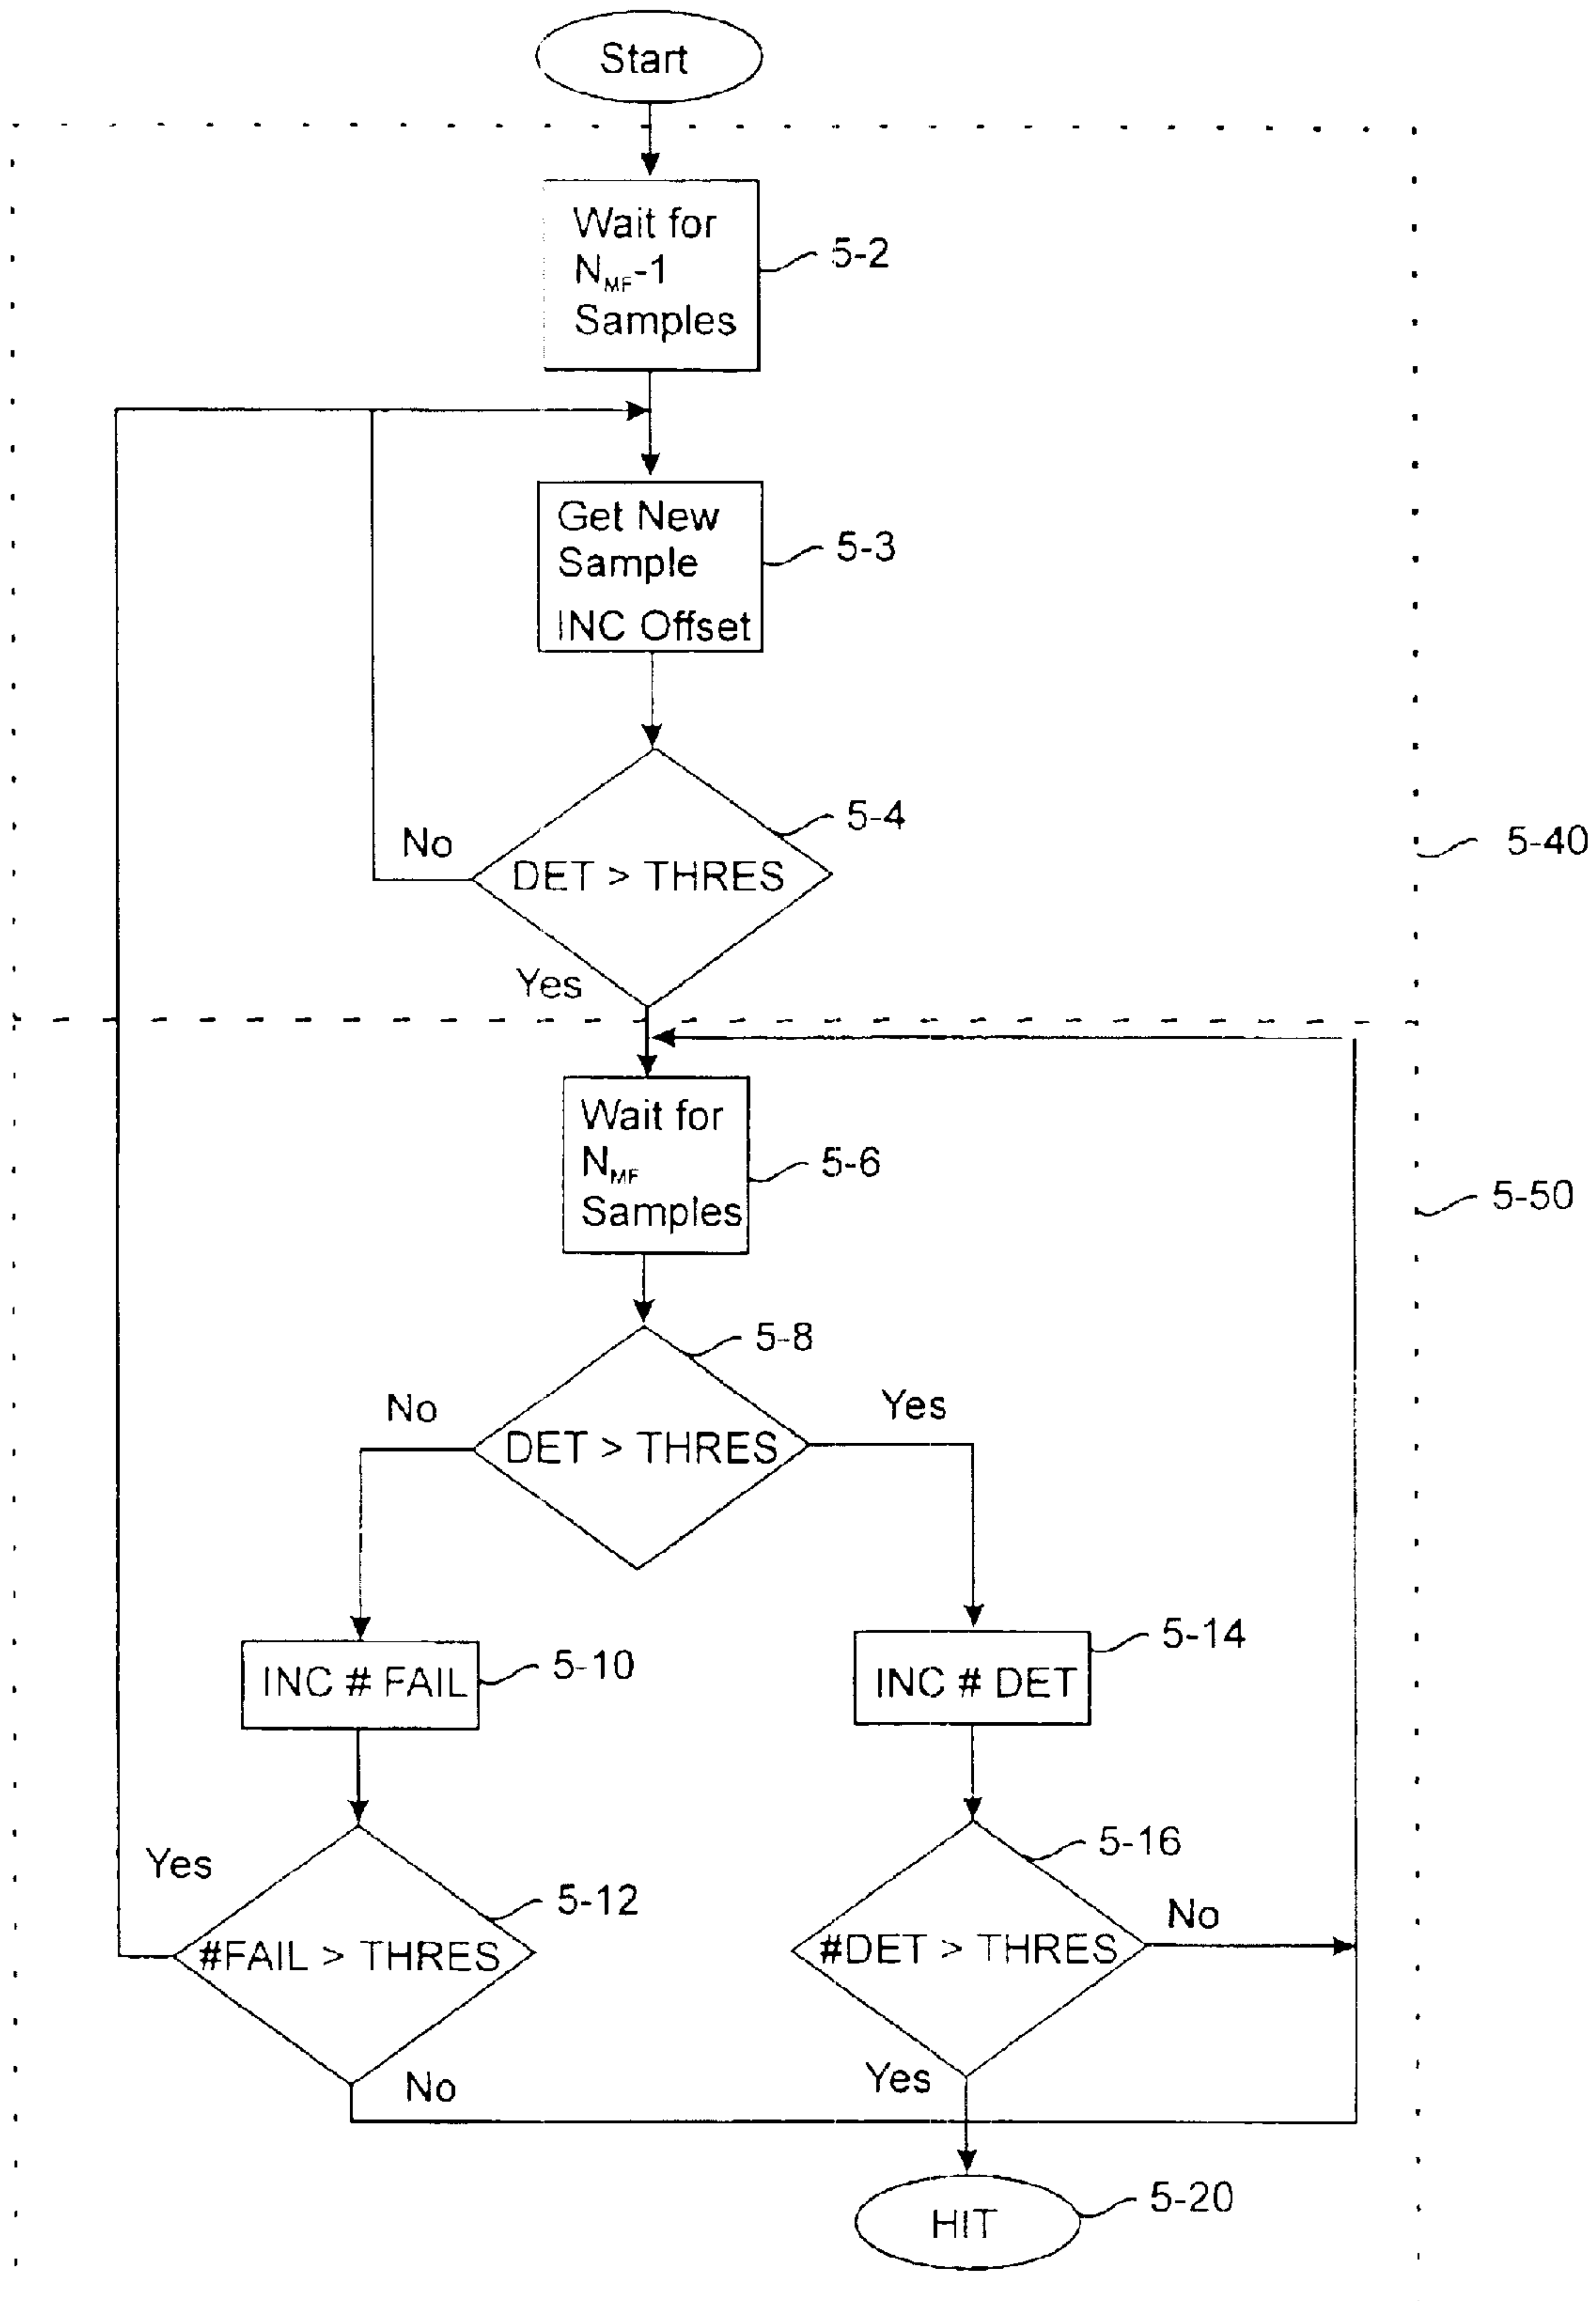 Start
Wait for
NMF-1
Samples
5-2
Get New
Sample
INC Offset
5-3
5-4
No
DET > THRES
Yes
5-40
Wait for
NMF
Samples
5-6
5-50
5-8
No
Yes
DET > THRES
INC # FAIL
5-10
INC # DET
5-14
Yes
5-12
#FAIL > THRES
No
5-16
#DET > THRES
No
Yes
HIT
5-20